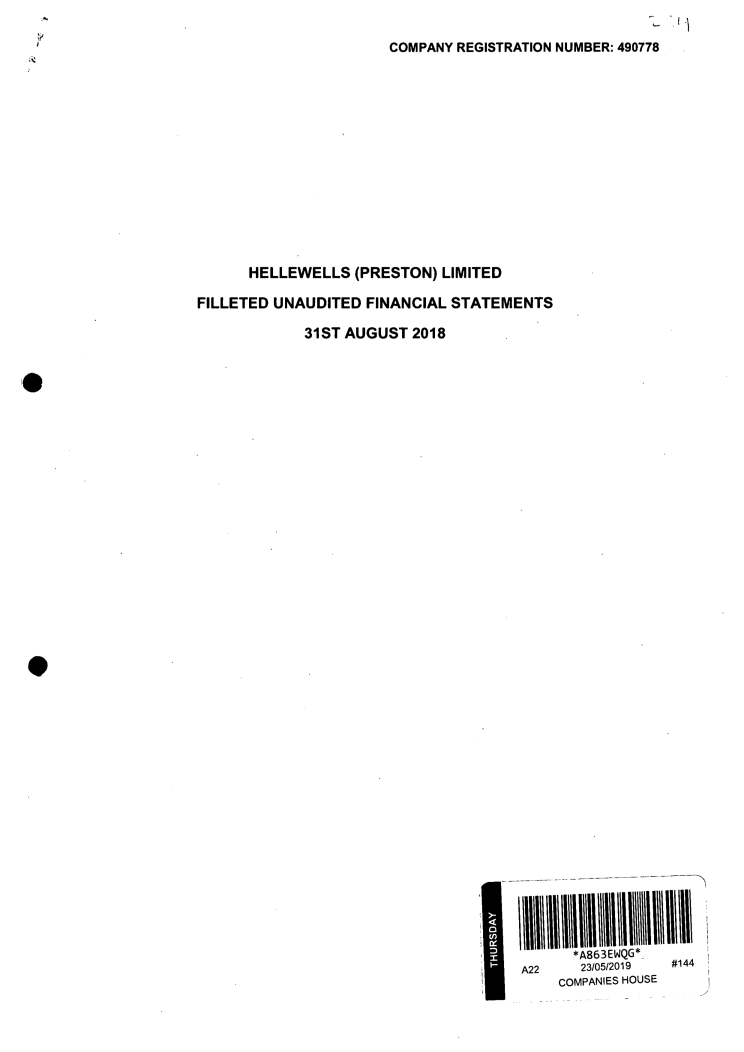 COMPANY REGISTRATION NUMBER: 490778
HELLEWELLS (PRESTON) LIMITED
FILLETED UNAUDITED FINANCIAL STATEMENTS
31ST AUGUST 2018
THURSDAY
*A863EWQG*
A22 23/05/2019 #144
COMPANIES HOUSE